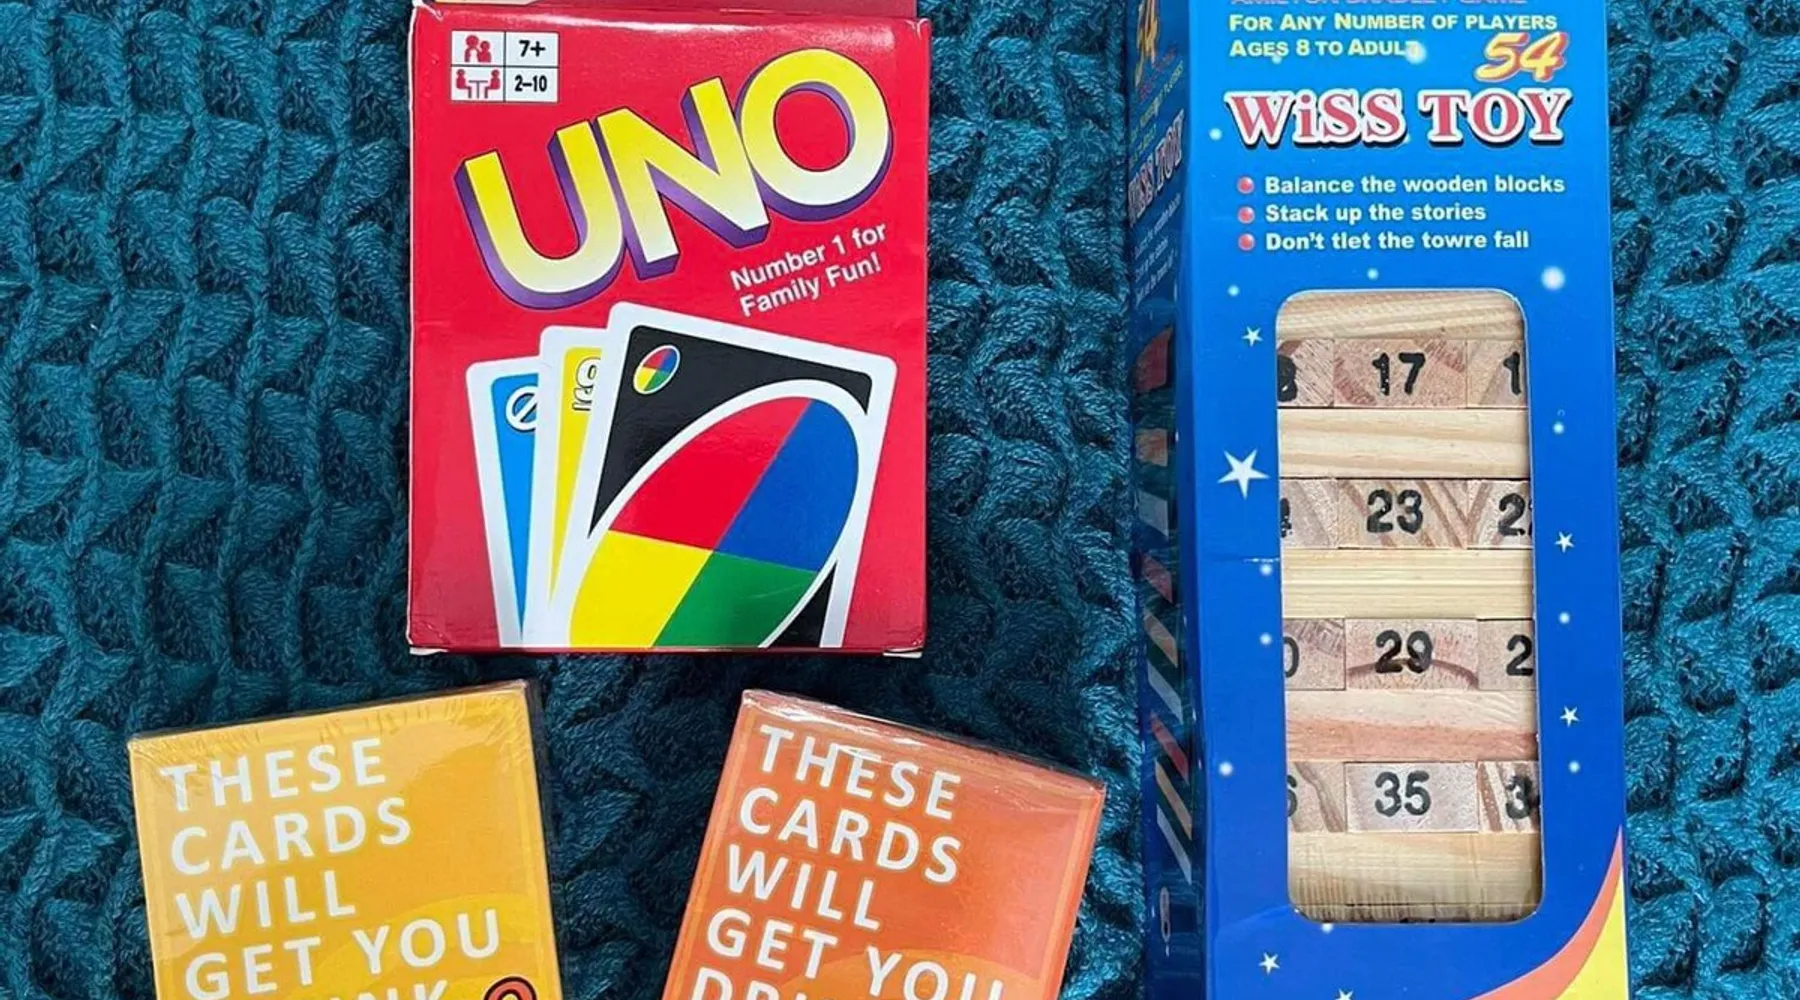 7+
2–10
UNO
Number 1 for
Family Fun!
FOR ANY NUMBER OF PLAYERS
AGES 8 TO ADULT
54
WiSS TOY
Balance the wooden blocks
Stack up the stories
Don't tlet the towre fall
17
23
29
35
THESE
CARDS
WILL
GET YOU
THESE
CARDS
WILL
GET YOU